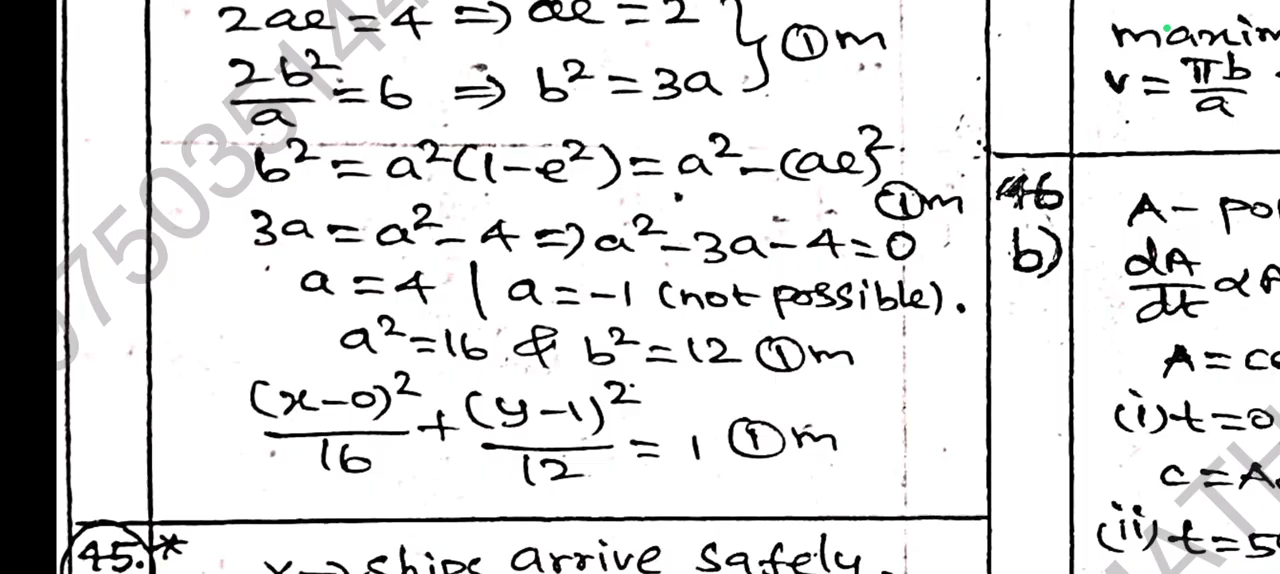 2ae = 4 ⇒ ae = 2 } ① m
2b²/a = 6 ⇒ b² = 3a
b² = a²(1-e²) = a² - (ae)²
① m
3a = a² - 4 ⇒ a² - 3a - 4 = 0
a = 4 | a = -1 (not possible).
a² = 16 & b² = 12 ① m
(x-0)²/16 + (y-1)²/12 = 1 ① m
45. *
x → ships arrive safely.
v = πb/a
46
b)
A -
dA/dt ∝
A =
(i) t = 0
c = A
(ii) t =